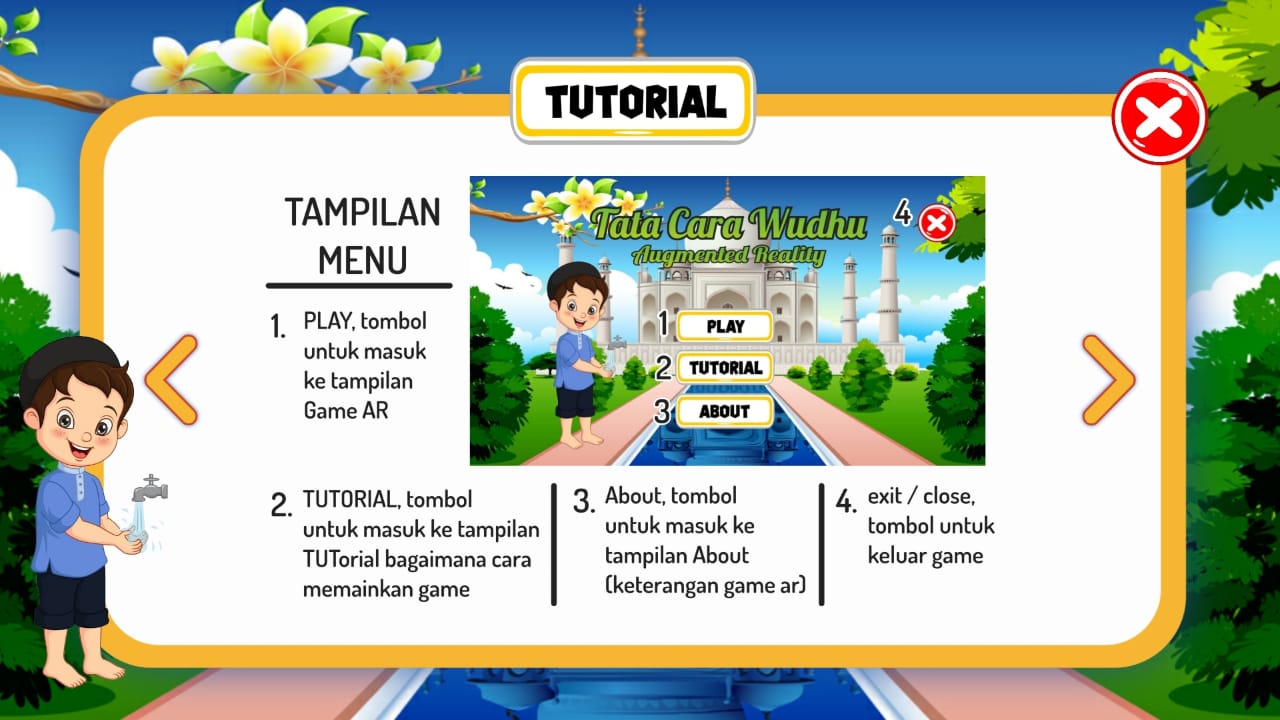 TUTORIAL
TAMPILAN
MENU
1. PLAY, tombol
untuk masuk
ke tampilan
Game AR
Tata Cara Wudhu
Augmented Reality
4
1 PLAY
2 TUTORIAL
3 ABOUT
2. TUTORIAL, tombol
untuk masuk ke tampilan
TUTorial bagaimana cara
memainkan game
3. About, tombol
untuk masuk ke
tampilan About
(keterangan game ar)
4. exit / close,
tombol untuk
keluar game